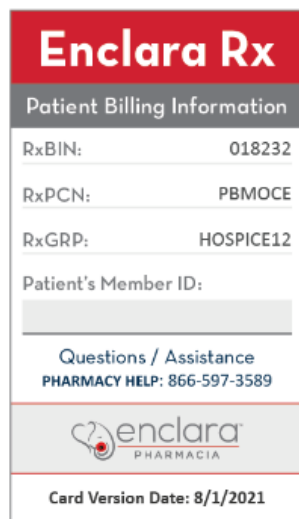 Enclara Rx
Patient Billing Information
RxBIN: 018232
RxPCN: PBMOCE
RxGRP: HOSPICE12
Patient's Member ID:
Questions / Assistance
PHARMACY HELP: 866-597-3589
enclara
PHARMACIA
Card Version Date: 8/1/2021